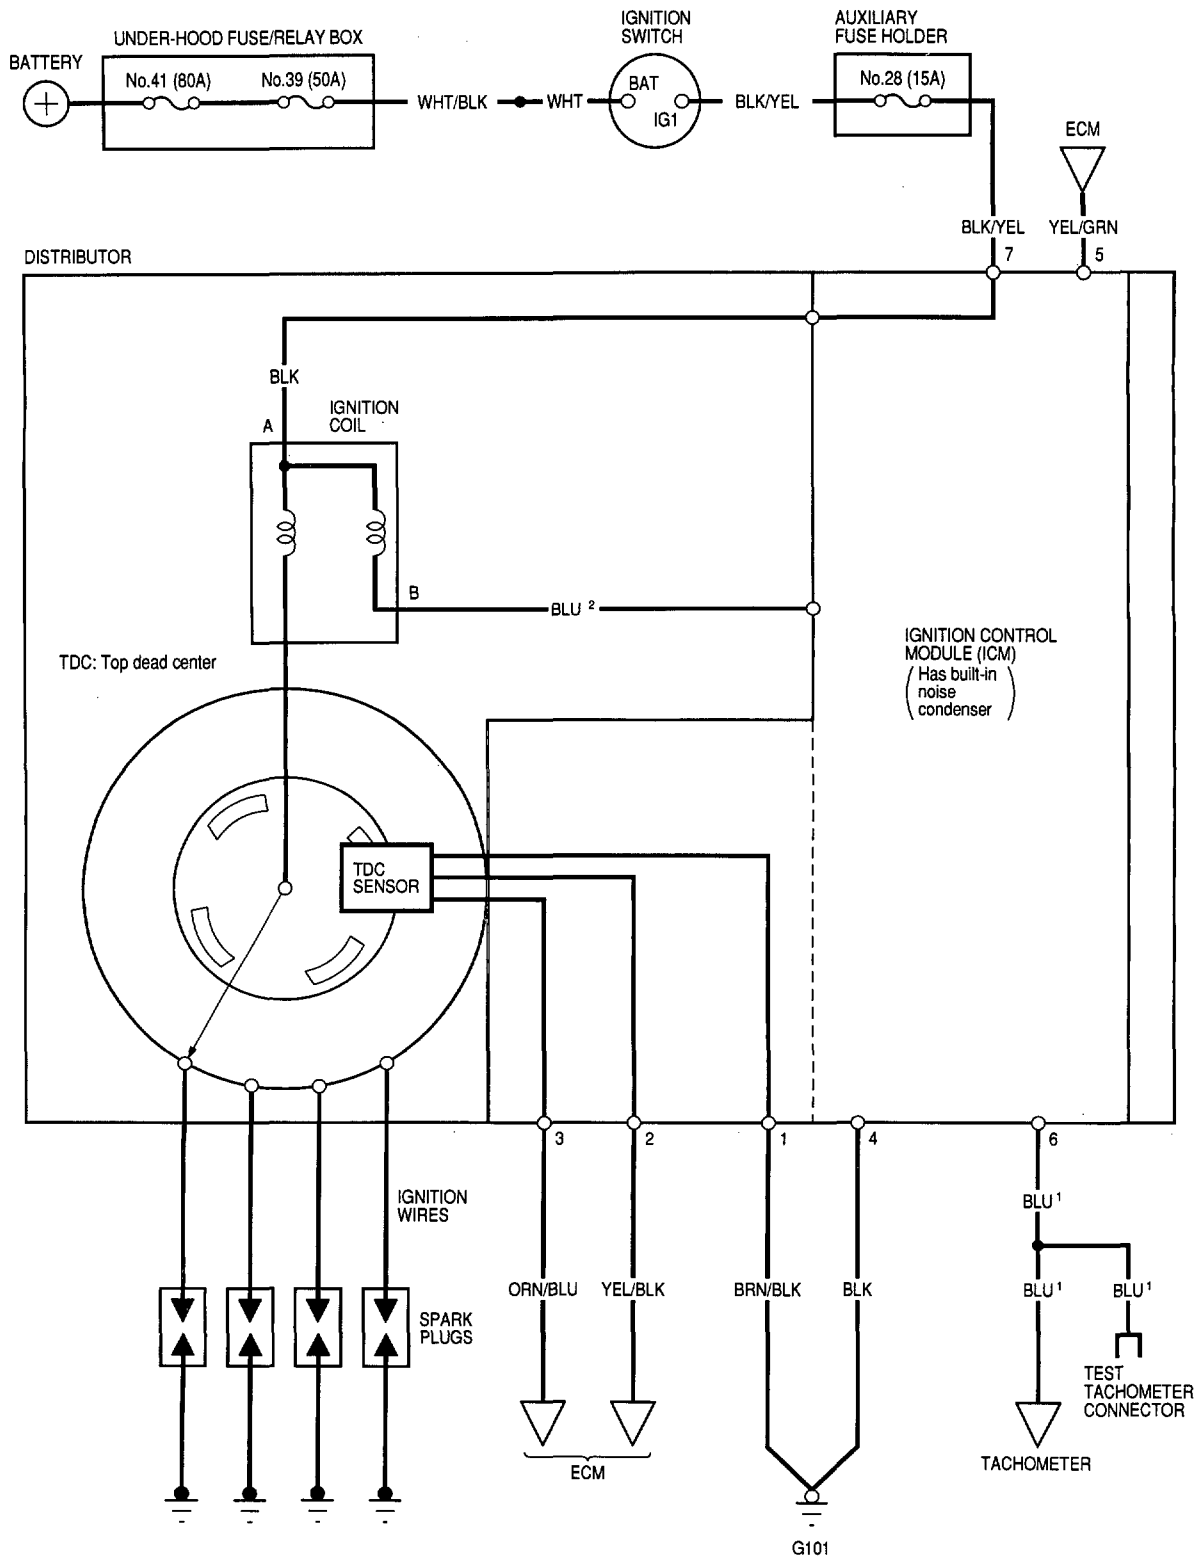 BATTERY
UNDER-HOOD FUSE/RELAY BOX
No.41 (80A)
No.39 (50A)
WHT/BLK
WHT
IGNITION
SWITCH
BAT
IG1
BLK/YEL
AUXILIARY
FUSE HOLDER
No.28 (15A)
ECM
BLK/YEL
YEL/GRN
7
5
DISTRIBUTOR
BLK
IGNITION
COIL
A
B
BLU 2
TDC: Top dead center
IGNITION CONTROL
MODULE (ICM)
(Has built-in
noise
condenser)
TDC
SENSOR
3
2
1
4
6
IGNITION
WIRES
SPARK
PLUGS
ORN/BLU
YEL/BLK
BRN/BLK
BLK
BLU 1
BLU 1
BLU 1
TEST
TACHOMETER
CONNECTOR
TACHOMETER
ECM
G101